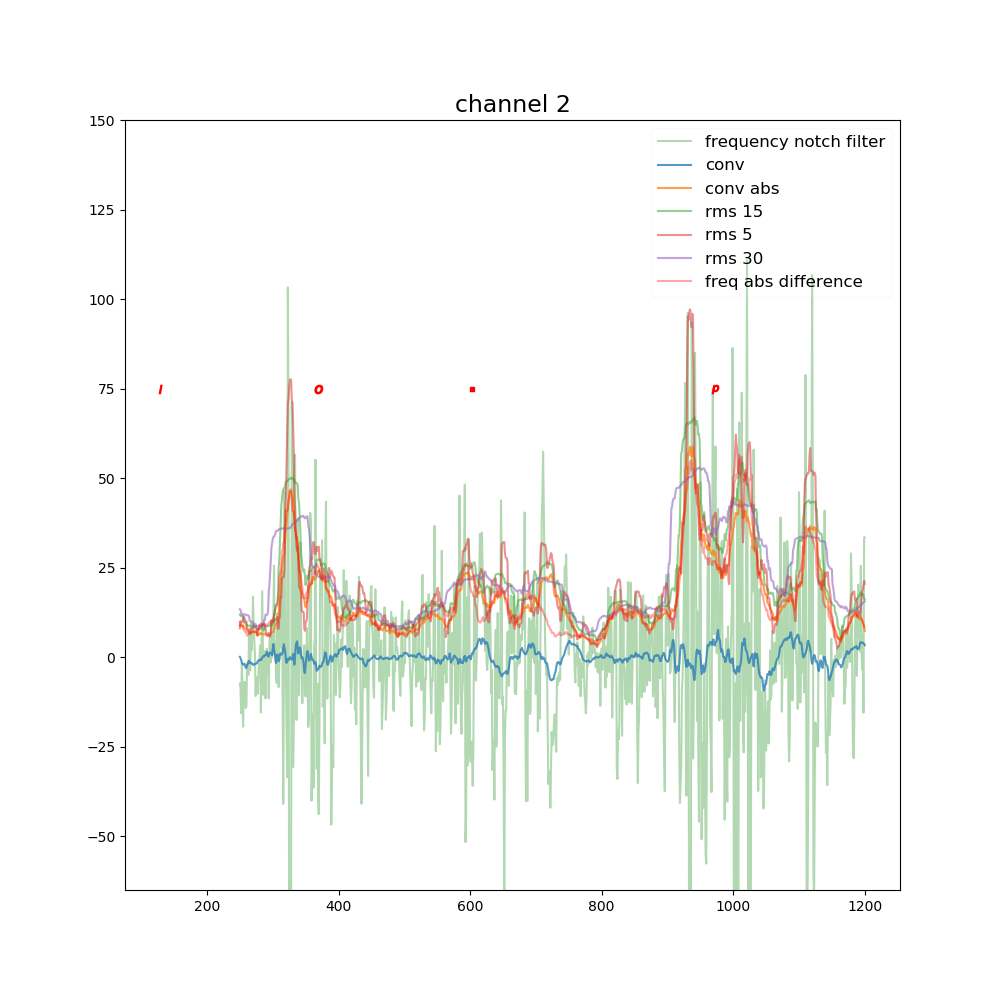 channel 2
150
125
100
75
50
25
0
−25
−50
frequency notch filter
conv
conv abs
rms 15
rms 5
rms 30
freq abs difference
I O . P
200 400 600 800 1000 1200